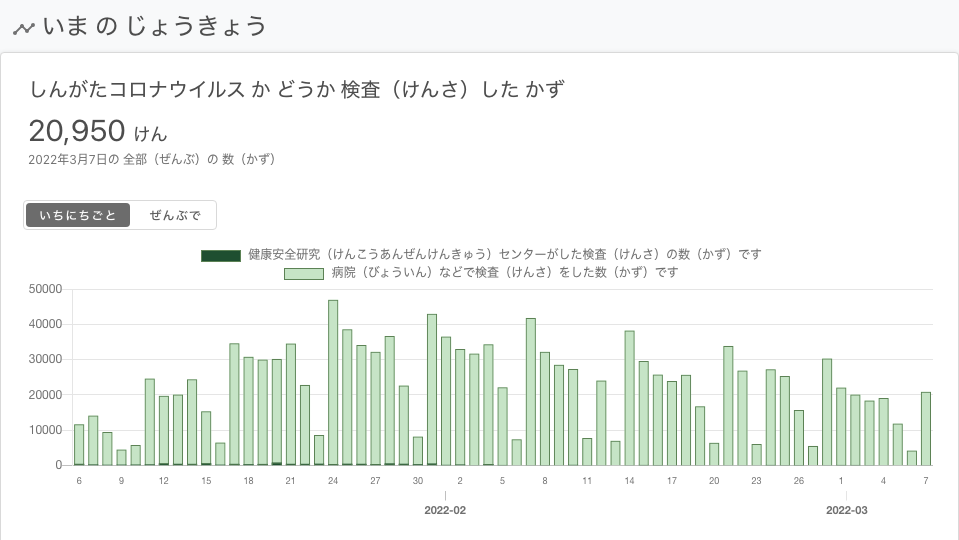 いま の じょうきょう
しんがたコロナウイルス か どうか 検査（けんさ）した かず
20,950 けん
2022年3月7日の 全部（ぜんぶ）の 数（かず）
いちにちごと ぜんぶで
健康安全研究（けんこうあんぜんけんきゅう）センターがした検査（けんさ）の数（かず）です
病院（びょういん）などで検査（けんさ）をした数（かず）です
50000
40000
30000
20000
10000
0
6 9 12 15 18 21 24 27 30 2 5 8 11 14 17 20 23 26 1 4 7
2022-02 2022-03